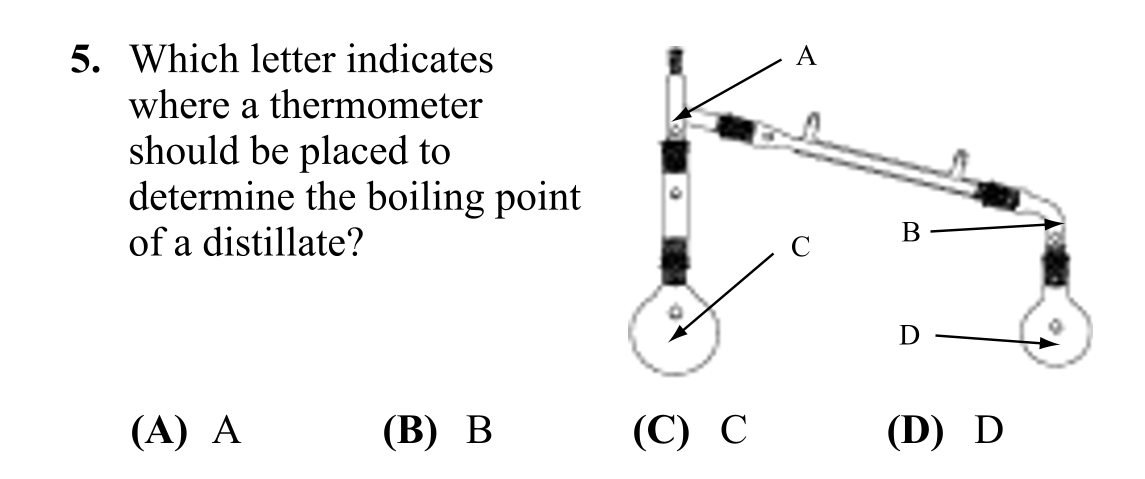 5. Which letter indicates
where a thermometer
should be placed to
determine the boiling point
of a distillate?
A
B
C
D
(A) A (B) B (C) C (D) D